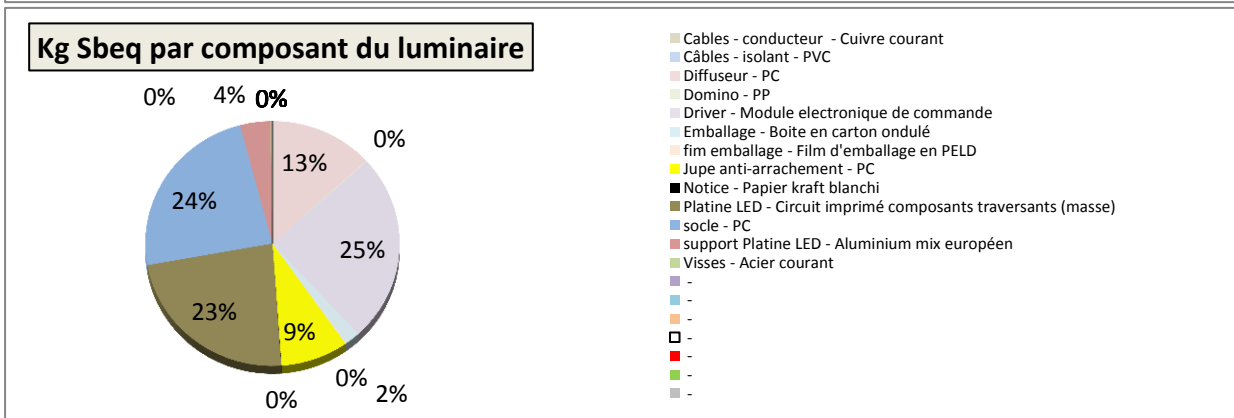 Kg Sbeq par composant du luminaire
0%
4%
0%
0%
13%
24%
25%
23%
9%
0%
0%
2%
Cables - conducteur - Cuivre courant
Câbles - isolant - PVC
Diffuseur - PC
Domino - PP
Driver - Module electronique de commande
Emballage - Boite en carton ondulé
fim emballage - Film d'emballage en PELD
Jupe anti-arrachement - PC
Notice - Papier kraft blanchi
Platine LED - Circuit imprimé composants traversants (masse)
socle - PC
support Platine LED - Aluminium mix européen
Visses - Acier courant
-
-
-
-
-
-
-